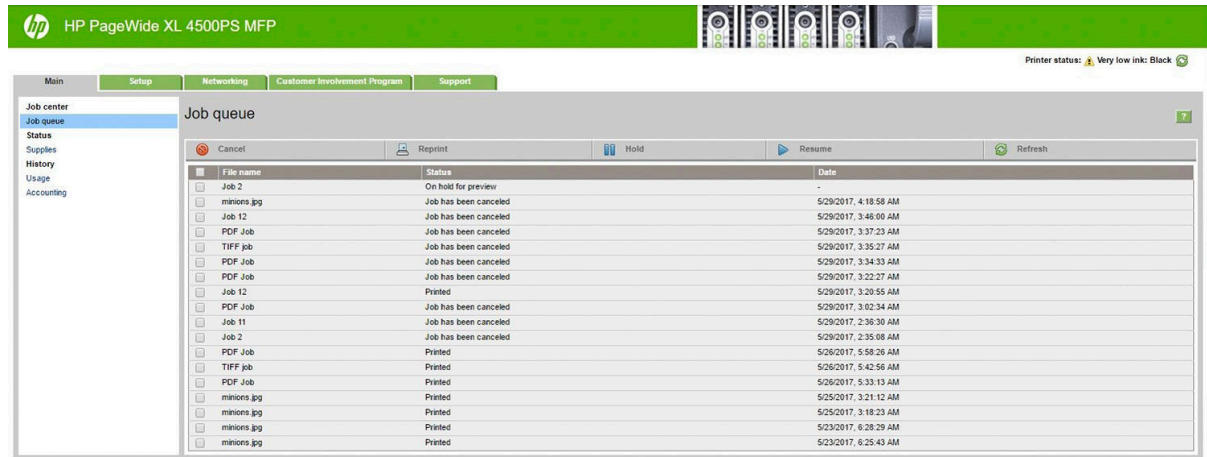 hp HP PageWide XL 4500PS MFP
Printer status: Very low ink: Black
Main Setup Networking Customer Involvement Program Support
Job center
Job queue
Status
Supplies
History
Usage
Accounting
Job queue
?
Cancel Reprint Hold Resume Refresh
File name Status Date
Job 2 On hold for preview -
minions.jpg Job has been canceled 5/29/2017, 4:18:58 AM
Job 12 Job has been canceled 5/29/2017, 3:46:00 AM
PDF Job Job has been canceled 5/29/2017, 3:37:23 AM
TIFF job Job has been canceled 5/29/2017, 3:35:27 AM
PDF Job Job has been canceled 5/29/2017, 3:34:33 AM
PDF Job Job has been canceled 5/29/2017, 3:22:27 AM
Job 12 Printed 5/29/2017, 3:20:55 AM
PDF Job Job has been canceled 5/29/2017, 3:02:34 AM
Job 11 Job has been canceled 5/29/2017, 2:36:30 AM
Job 2 Job has been canceled 5/29/2017, 2:35:08 AM
PDF Job Printed 5/26/2017, 5:58:26 AM
TIFF job Printed 5/26/2017, 5:42:56 AM
PDF Job Printed 5/26/2017, 5:33:13 AM
minions.jpg Printed 5/25/2017, 3:21:12 AM
minions.jpg Printed 5/25/2017, 3:18:23 AM
minions.jpg Printed 5/23/2017, 6:28:29 AM
minions.jpg Printed 5/23/2017, 6:25:43 AM